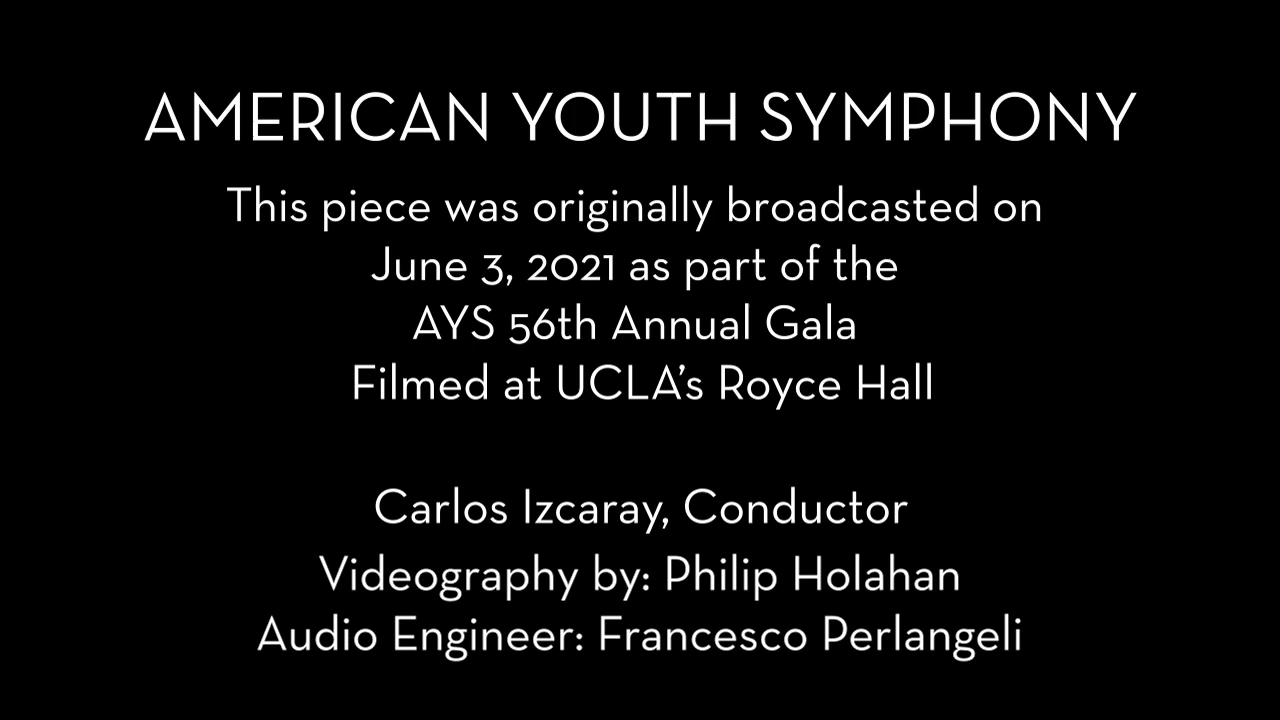 AMERICAN YOUTH SYMPHONY
This piece was originally broadcasted on
June 3, 2021 as part of the
AYS 56th Annual Gala
Filmed at UCLA’s Royce Hall
Carlos Izcaray, Conductor
Videography by: Philip Holahan
Audio Engineer: Francesco Perlangeli